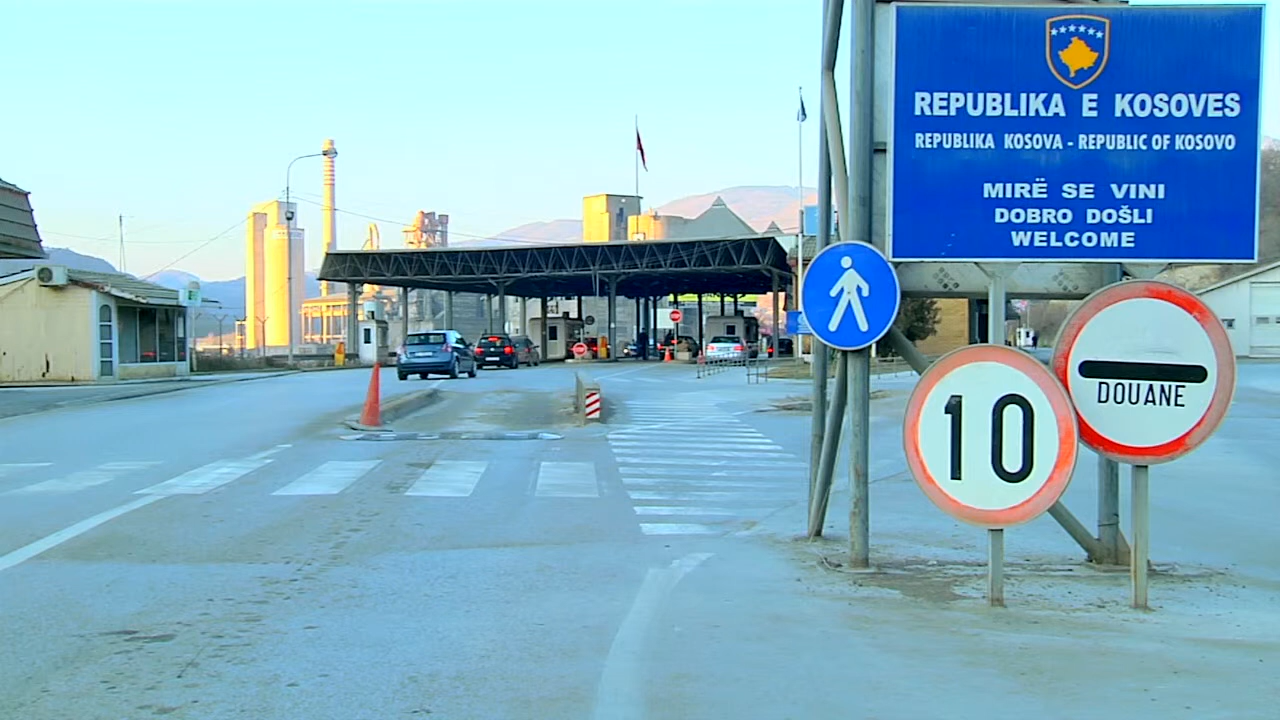 REPUBLIKA E KOSOVES
REPUBLIKA KOSOVA - REPUBLIC OF KOSOVO
MIRË SE VINI
DOBRO DOŠLI
WELCOME
10
DOUANE